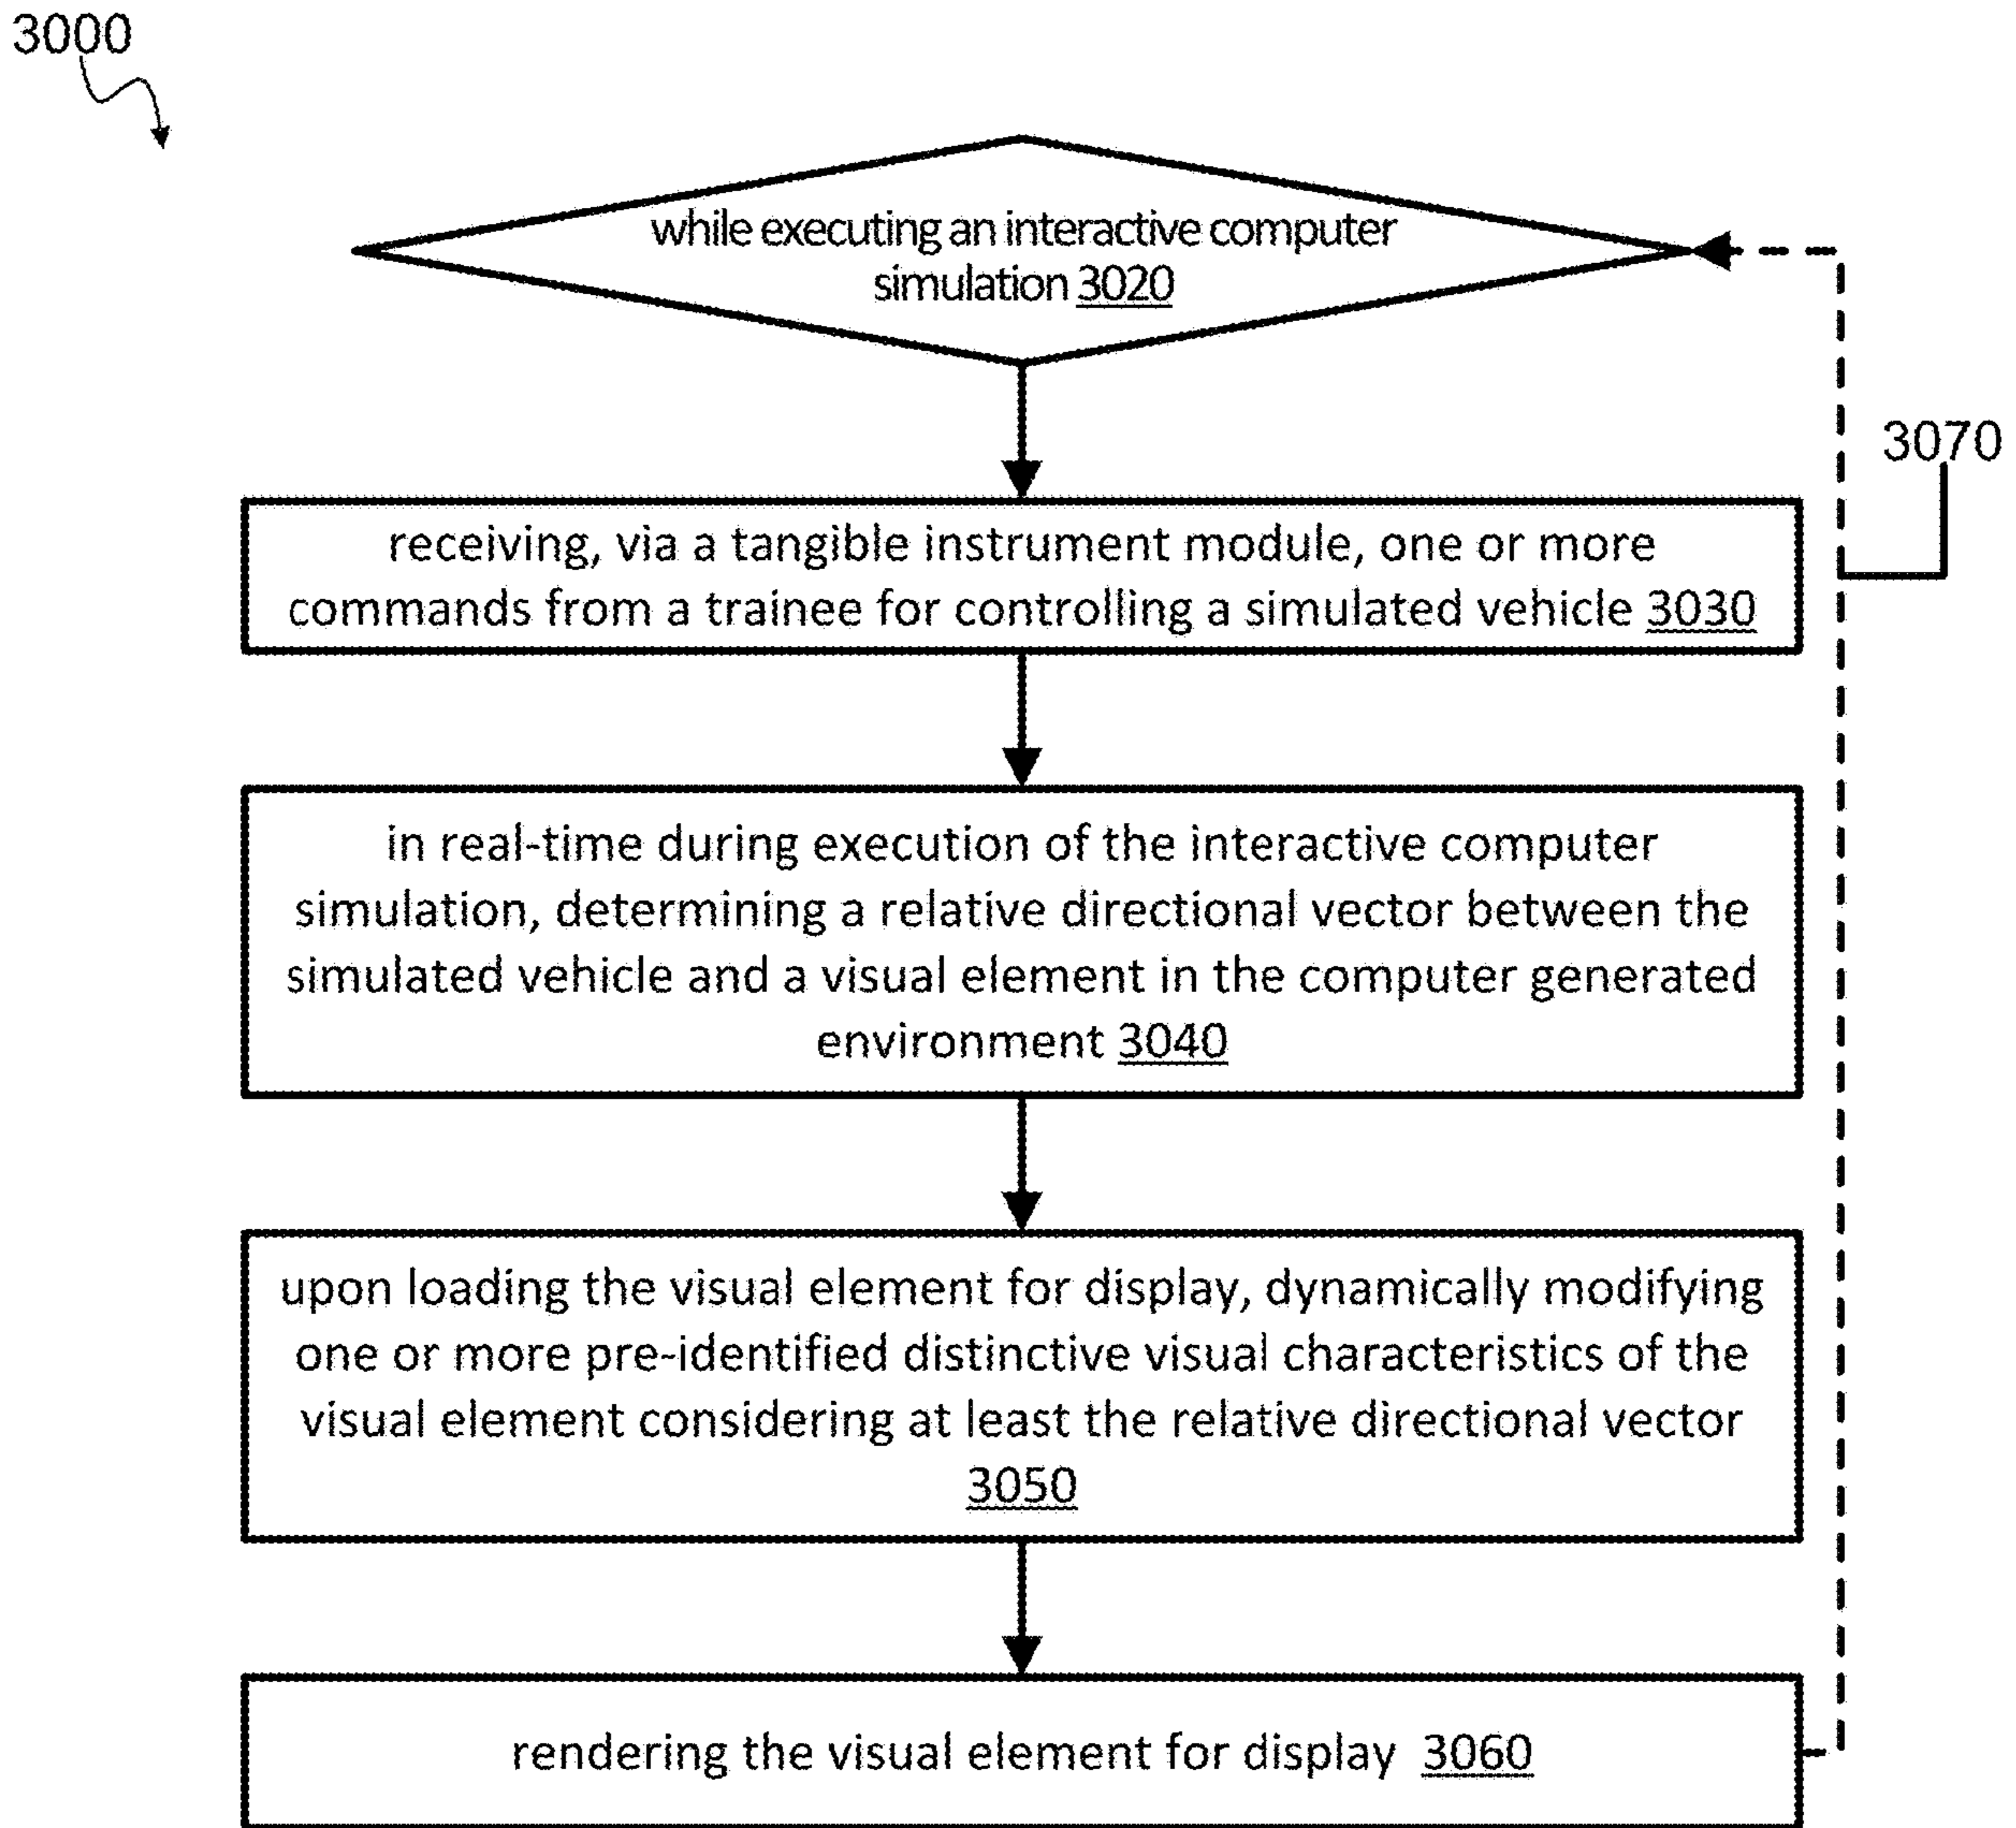 3000
while executing an interactive computer
simulation 3020
3070
receiving, via a tangible instrument module, one or more
commands from a trainee for controlling a simulated vehicle 3030
in real-time during execution of the interactive computer
simulation, determining a relative directional vector between the
simulated vehicle and a visual element in the computer generated
environment 3040
upon loading the visual element for display, dynamically modifying
one or more pre-identified distinctive visual characteristics of the
visual element considering at least the relative directional vector
3050
rendering the visual element for display 3060